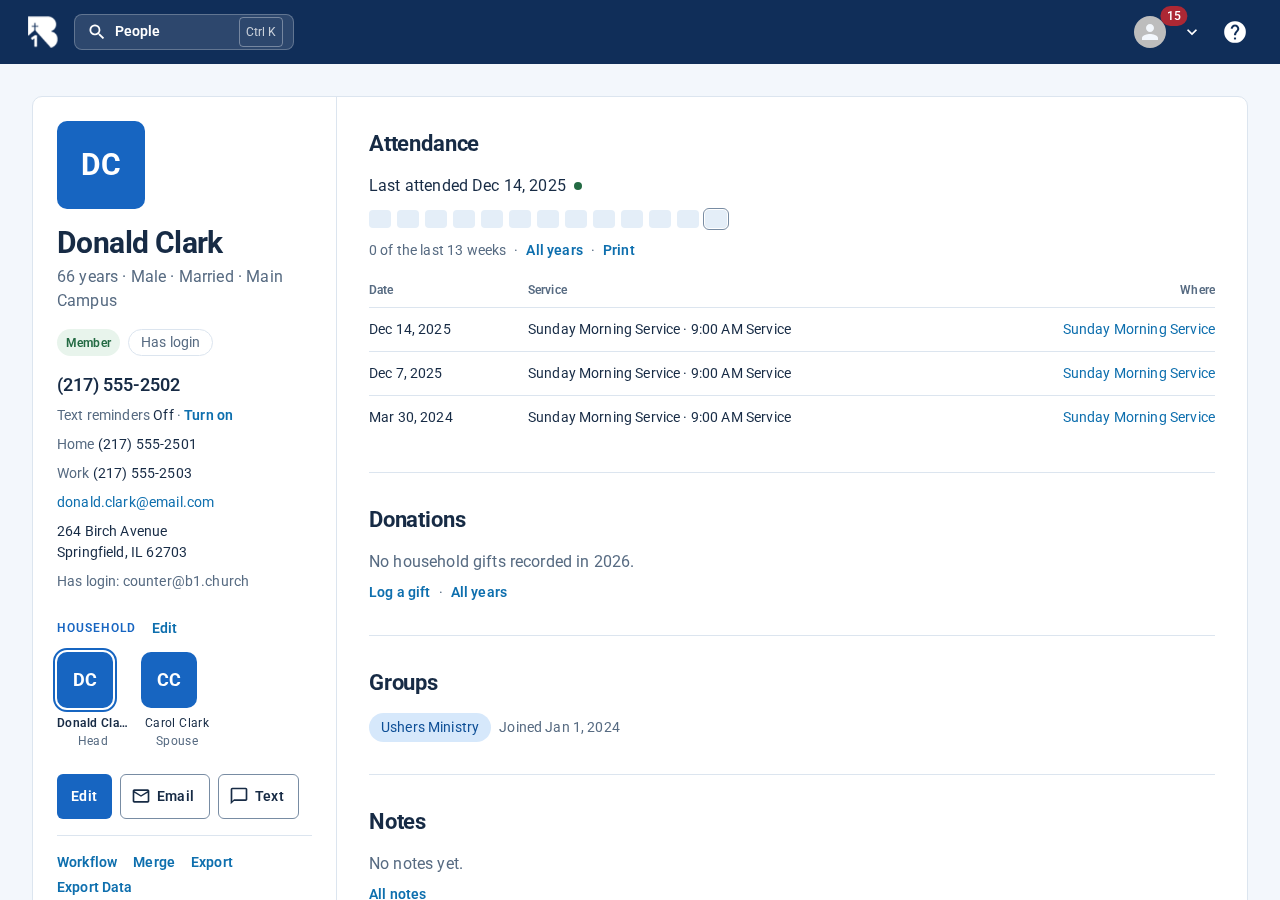 People
Ctrl K
15
DC
Donald Clark
66 years · Male · Married · Main
Campus
Member
Has login
(217) 555-2502
Text reminders Off · Turn on
Home (217) 555-2501
Work (217) 555-2503
donald.clark@email.com
264 Birch Avenue
Springfield, IL 62703
Has login: counter@b1.church
HOUSEHOLD
Edit
DC
CC
Donald Cla...
Carol Clark
Head
Spouse
Edit
Email
Text
Workflow
Merge
Export
Export Data
Attendance
Last attended Dec 14, 2025
0 of the last 13 weeks · All years · Print
Date
Service
Where
Dec 14, 2025
Sunday Morning Service · 9:00 AM Service
Sunday Morning Service
Dec 7, 2025
Sunday Morning Service · 9:00 AM Service
Sunday Morning Service
Mar 30, 2024
Sunday Morning Service · 9:00 AM Service
Sunday Morning Service
Donations
No household gifts recorded in 2026.
Log a gift · All years
Groups
Ushers Ministry
Joined Jan 1, 2024
Notes
No notes yet.
All notes